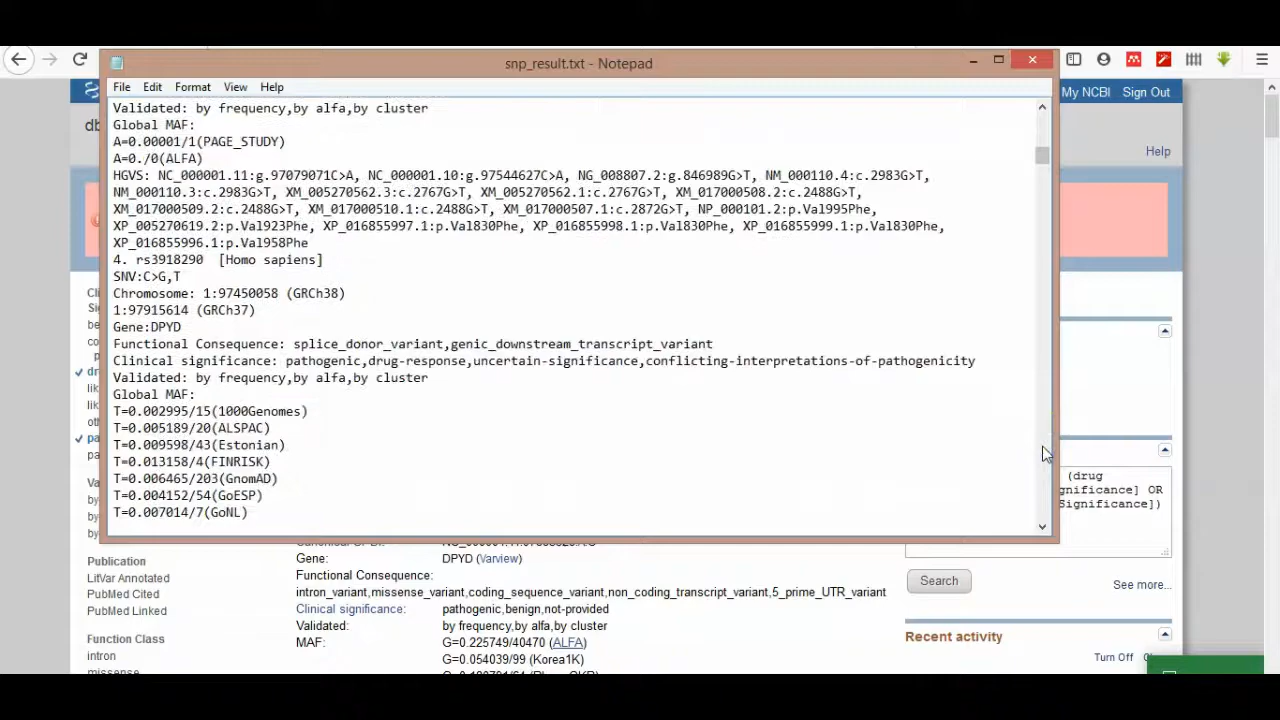 snp_result.txt - Notepad
File Edit Format View Help
My NCBI Sign Out
Help
Validated: by frequency,by alfa,by cluster
Global MAF:
A=0.00001/1(PAGE_STUDY)
A=0./0(ALFA)
HGVS: NC_000001.11:g.97079071C>A, NC_000001.10:g.97544627C>A, NG_008807.2:g.846989G>T, NM_000110.4:c.2983G>T,
NM_000110.3:c.2983G>T, XM_005270562.3:c.2767G>T, XM_005270562.1:c.2767G>T, XM_017000508.2:c.2488G>T,
XM_017000509.2:c.2488G>T, XM_017000510.1:c.2488G>T, XM_017000507.1:c.2872G>T, NP_000101.2:p.Val995Phe,
XP_005270619.2:p.Val923Phe, XP_016855997.1:p.Val830Phe, XP_016855998.1:p.Val830Phe, XP_016855999.1:p.Val830Phe,
XP_016855996.1:p.Val958Phe
4. rs3918290 [Homo sapiens]
SNV:C>G,T
Chromosome: 1:97450058 (GRCh38)
1:97915614 (GRCh37)
Gene:DPYD
Functional Consequence: splice_donor_variant,genic_downstream_transcript_variant
Clinical significance: pathogenic,drug-response,uncertain-significance,conflicting-interpretations-of-pathogenicity
Validated: by frequency,by alfa,by cluster
Global MAF:
T=0.002995/15(1000Genomes)
T=0.005189/20(ALSPAC)
T=0.009598/43(Estonian)
T=0.013158/4(FINRISK)
T=0.006465/203(GnomAD)
T=0.004152/54(GoESP)
T=0.007014/7(GoNL)
(drug
gnificance] OR
Significance])
Search
See more...
Recent activity
Turn Off
Publication
LitVar Annotated
PubMed Cited
PubMed Linked
Function Class
intron
missense
Gene: DPYD (Varview)
Functional Consequence:
intron_variant,missense_variant,coding_sequence_variant,non_coding_transcript_variant,5_prime_UTR_variant
Clinical significance: pathogenic,benign,not-provided
Validated: by frequency,by alfa,by cluster
MAF: G=0.225749/40470 (ALFA)
G=0.054039/99 (Korea1K)